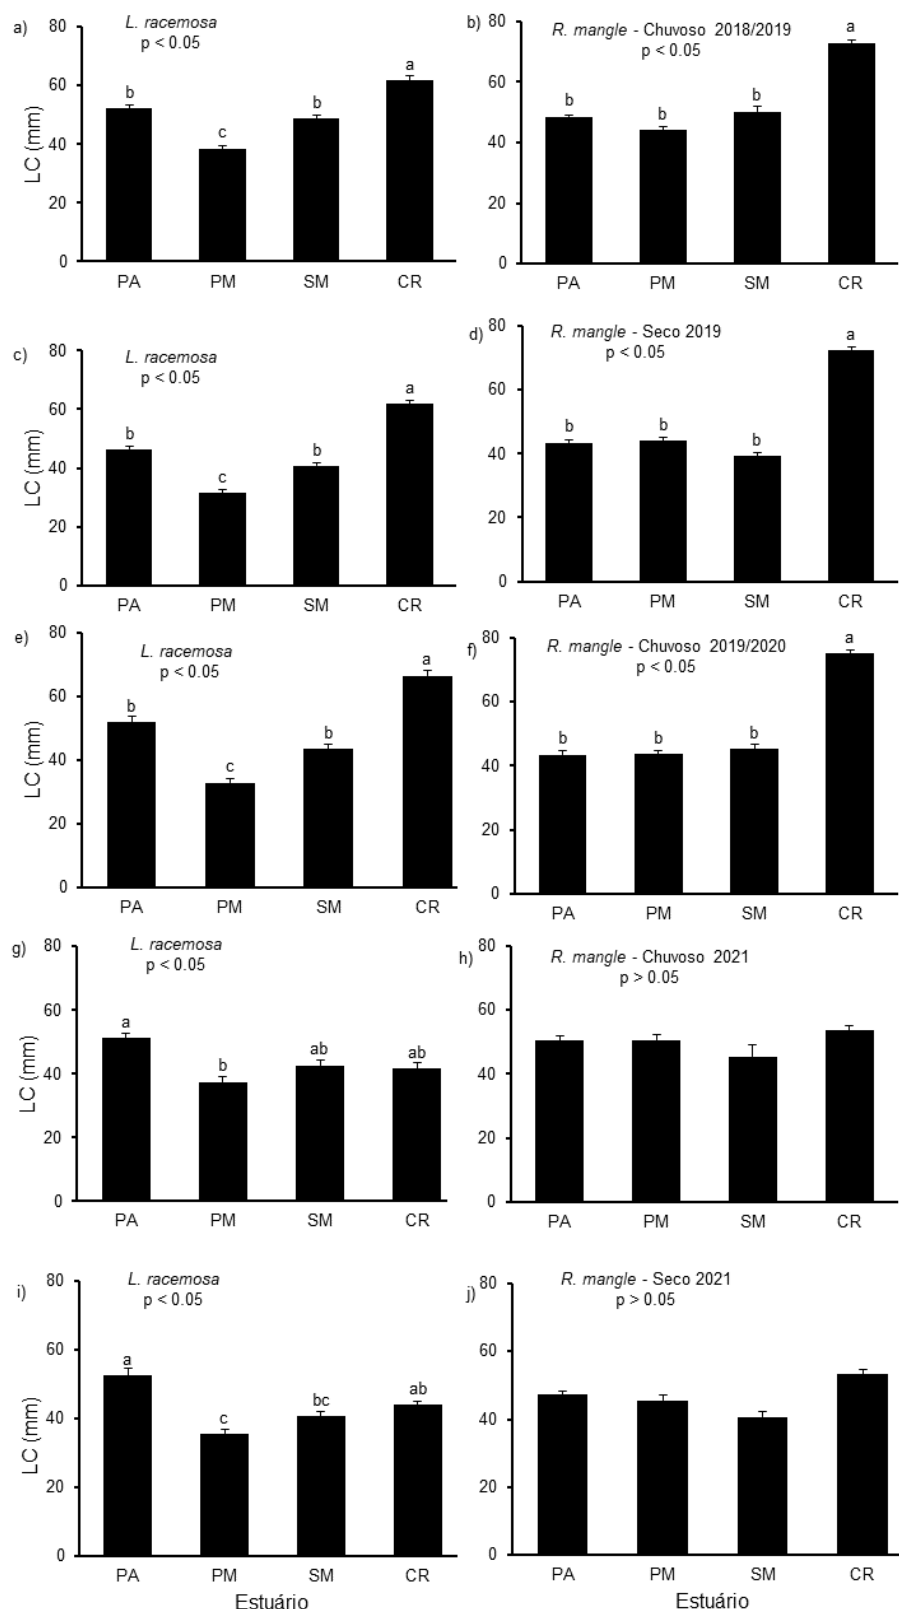 a)
L. racemosa
p < 0.05
LC (mm)
80
60
40
20
0
b
c
b
a
PA PM SM CR
b)
R. mangle - Chuvoso 2018/2019
p < 0.05
80
60
40
20
0
b
b
b
a
PA PM SM CR
c)
L. racemosa
p < 0.05
LC (mm)
80
60
40
20
0
b
c
b
a
PA PM SM CR
d)
R. mangle - Seco 2019
p < 0.05
80
60
40
20
0
b
b
b
a
PA PM SM CR
e)
L. racemosa
p < 0.05
LC (mm)
80
60
40
20
0
b
c
b
a
PA PM SM CR
f)
R. mangle - Chuvoso 2019/2020
p < 0.05
80
60
40
20
0
b
b
b
a
PA PM SM CR
g)
L. racemosa
p < 0.05
LC (mm)
80
60
40
20
0
a
b
ab
ab
PA PM SM CR
h)
R. mangle - Chuvoso 2021
p > 0.05
80
60
40
20
0
PA PM SM CR
i)
L. racemosa
p < 0.05
LC (mm)
80
60
40
20
0
a
c
bc
ab
PA PM SM CR
Estuário
j)
R. mangle - Seco 2021
p > 0.05
80
60
40
20
0
PA PM SM CR
Estuário